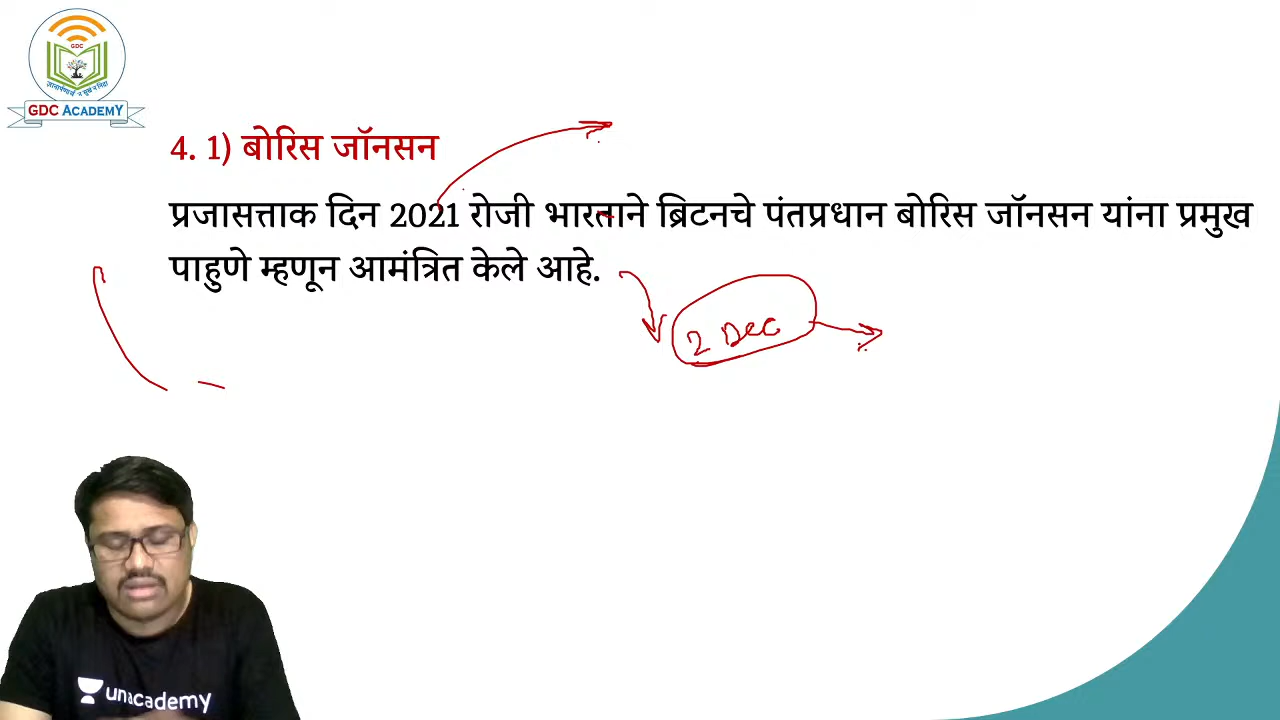 GDC
GDC ACADEMY
4. 1) बोरिस जॉनसन
प्रजासत्ताक दिन 2021 रोजी भारताने ब्रिटनचे पंतप्रधान बोरिस जॉनसन यांना प्रमुख
पाहुणे म्हणून आमंत्रित केले आहे.
2 Dec
unacademy